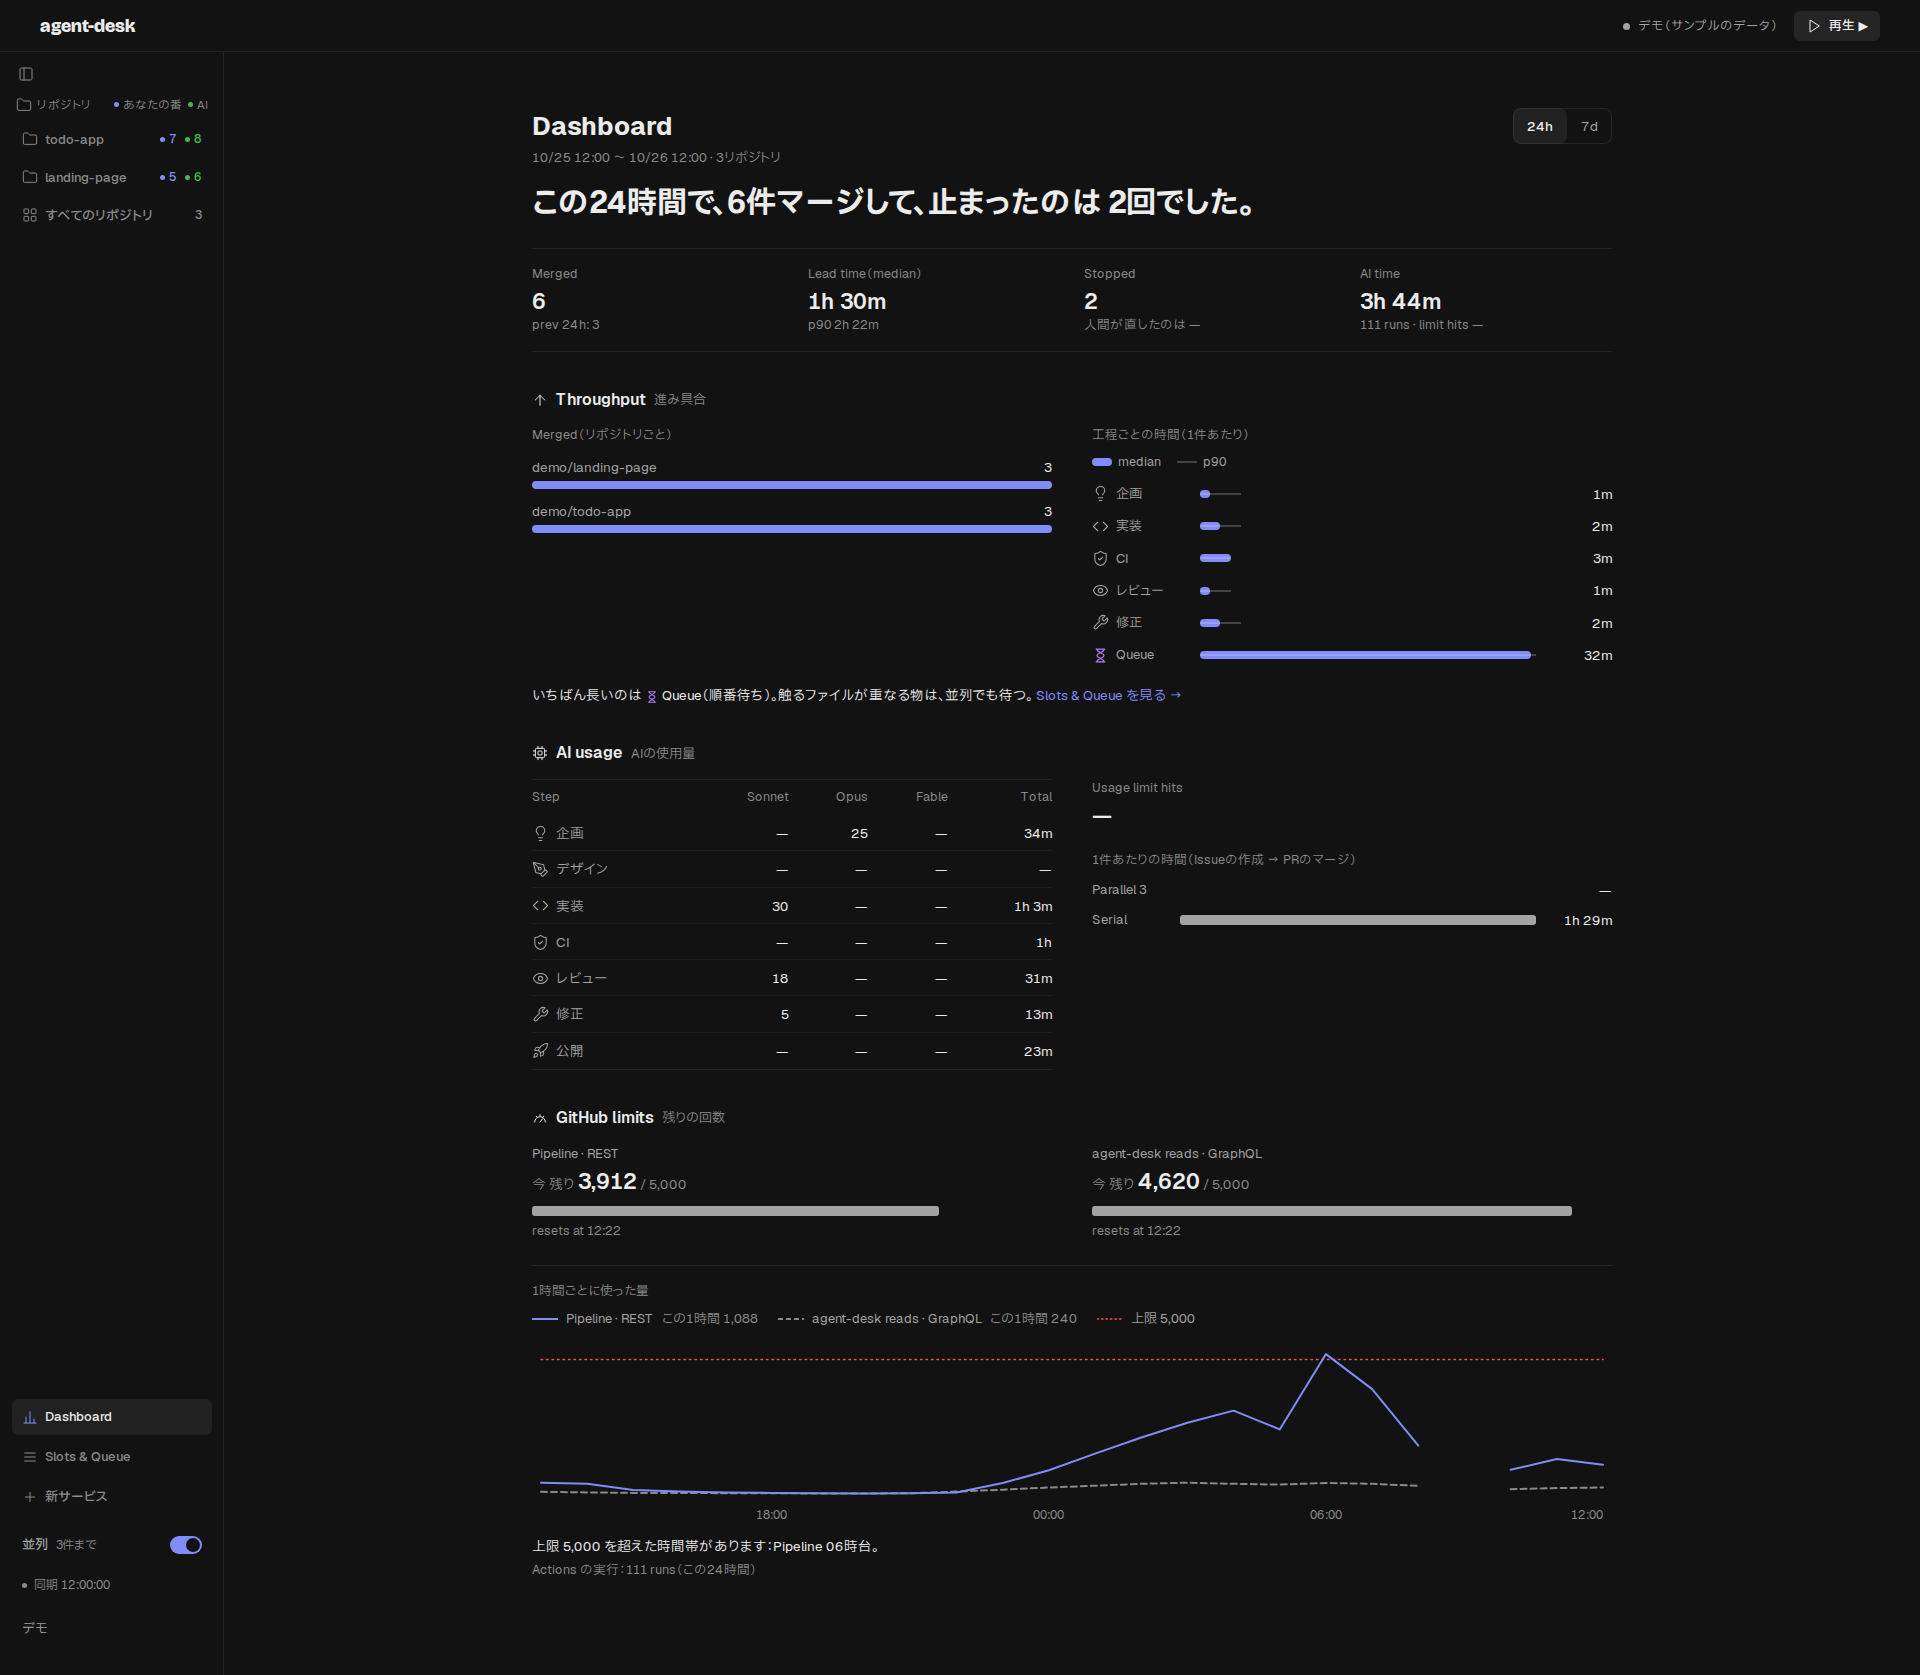 agent-desk
デモ（サンプルのデータ）
再生 ▶
リポジトリ
あなたの番
AI
todo-app
7
8
landing-page
5
6
すべてのリポジトリ
3
Dashboard
24h
7d
10/25 12:00 〜 10/26 12:00 · 3リポジトリ
この24時間で、6件マージして、止まったのは 2回でした。
Merged
6
prev 24h: 3
Lead time（median）
1h 30m
p90 2h 22m
Stopped
2
人間が直したのは —
AI time
3h 44m
111 runs · limit hits —
Throughput 進み具合
Merged（リポジトリごと）
demo/landing-page 3
demo/todo-app 3
工程ごとの時間（1件あたり）
median
p90
企画 1m
実装 2m
CI 3m
レビュー 1m
修正 2m
Queue 32m
いちばん長いのは Queue（順番待ち）。触るファイルが重なる物は、並列でも待つ。Slots & Queue を見る →
AI usage AIの使用量
Step Sonnet Opus Fable Total
企画 — 25 — 34m
デザイン — — — —
実装 30 — — 1h 3m
CI — — — 1h
レビュー 18 — — 31m
修正 5 — — 13m
公開 — — — 23m
Usage limit hits
—
1件あたりの時間（Issueの作成 → PRのマージ）
Parallel 3 —
Serial 1h 29m
GitHub limits 残りの回数
Pipeline · REST
今 残り 3,912 / 5,000
resets at 12:22
agent-desk reads · GraphQL
今 残り 4,620 / 5,000
resets at 12:22
1時間ごとに使った量
Pipeline · REST この1時間 1,088
agent-desk reads · GraphQL この1時間 240
上限 5,000
18:00
00:00
06:00
12:00
上限 5,000 を超えた時間帯があります：Pipeline 06時台。
Actions の実行：111 runs（この24時間）
Dashboard
Slots & Queue
新サービス
並列 3件まで
同期 12:00:00
デモ